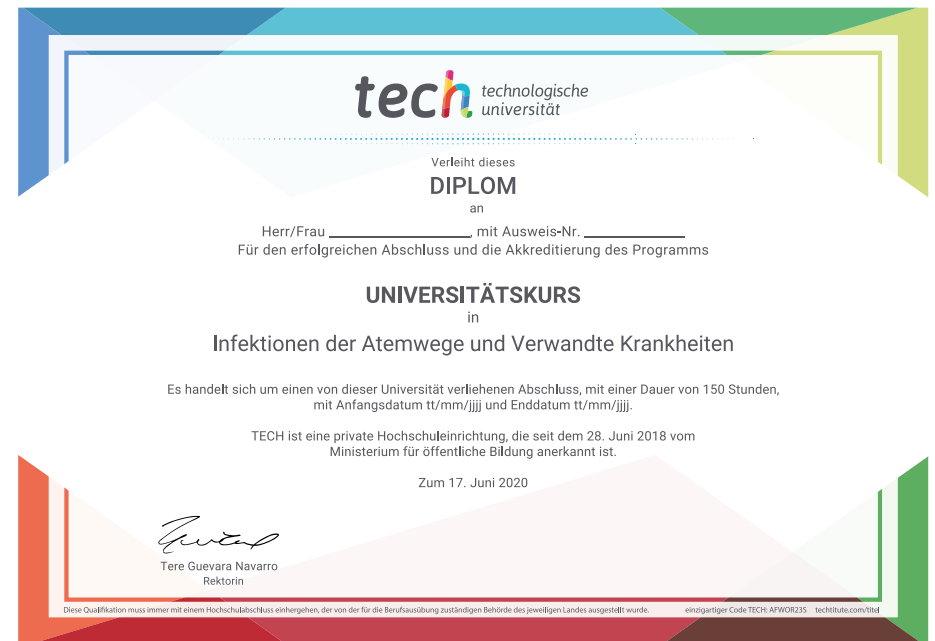 tech technologische
universität
Verleiht dieses
DIPLOM
an
Herr/Frau ____________________, mit Ausweis-Nr. ______________
Für den erfolgreichen Abschluss und die Akkreditierung des Programms
UNIVERSITÄTSKURS
in
Infektionen der Atemwege und Verwandte Krankheiten
Es handelt sich um einen von dieser Universität verliehenen Abschluss, mit einer Dauer von 150 Stunden,
mit Anfangsdatum tt/mm/jjjj und Enddatum tt/mm/jjjj.
TECH ist eine private Hochschuleinrichtung, die seit dem 28. Juni 2018 vom
Ministerium für öffentliche Bildung anerkannt ist.
Zum 17. Juni 2020
Tere Guevara Navarro
Rektorin
Diese Qualifikation muss immer mit einem Hochschulabschluss einhergehen, der von der für die Berufsausübung zuständigen Behörde des jeweiligen Landes ausgestellt wurde. einzigartiger Code TECH: AFWOR23S techtitute.com/titel